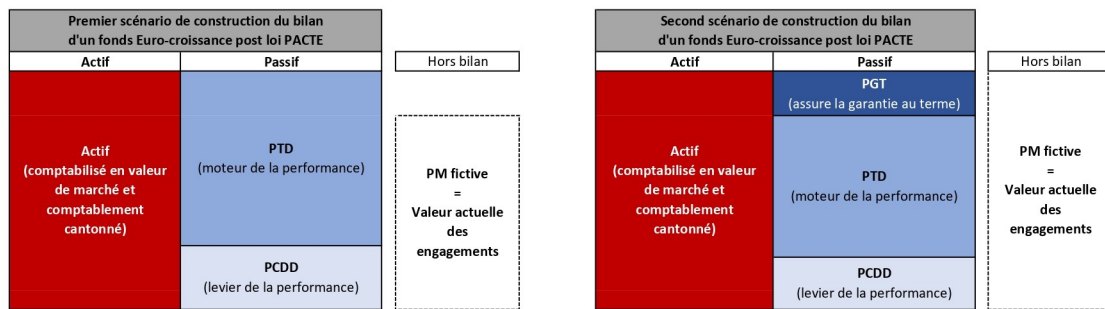 Premier scénario de construction du bilan
d'un fonds Euro-croissance post loi PACTE
Actif
Passif
Hors bilan
Actif
(comptabilisé en valeur
de marché et
comptablement
cantonné)
PTD
(moteur de la performance)
PCDD
(levier de la performance)
PM fictive
=
Valeur actuelle
des
engagements
Second scénario de construction du bilan
d'un fonds Euro-croissance post loi PACTE
Actif
Passif
Hors bilan
Actif
(comptabilisé en valeur
de marché et
comptablement
cantonné)
PGT
(assure la garantie au terme)
PTD
(moteur de la performance)
PCDD
(levier de la performance)
PM fictive
=
Valeur actuelle
des
engagements